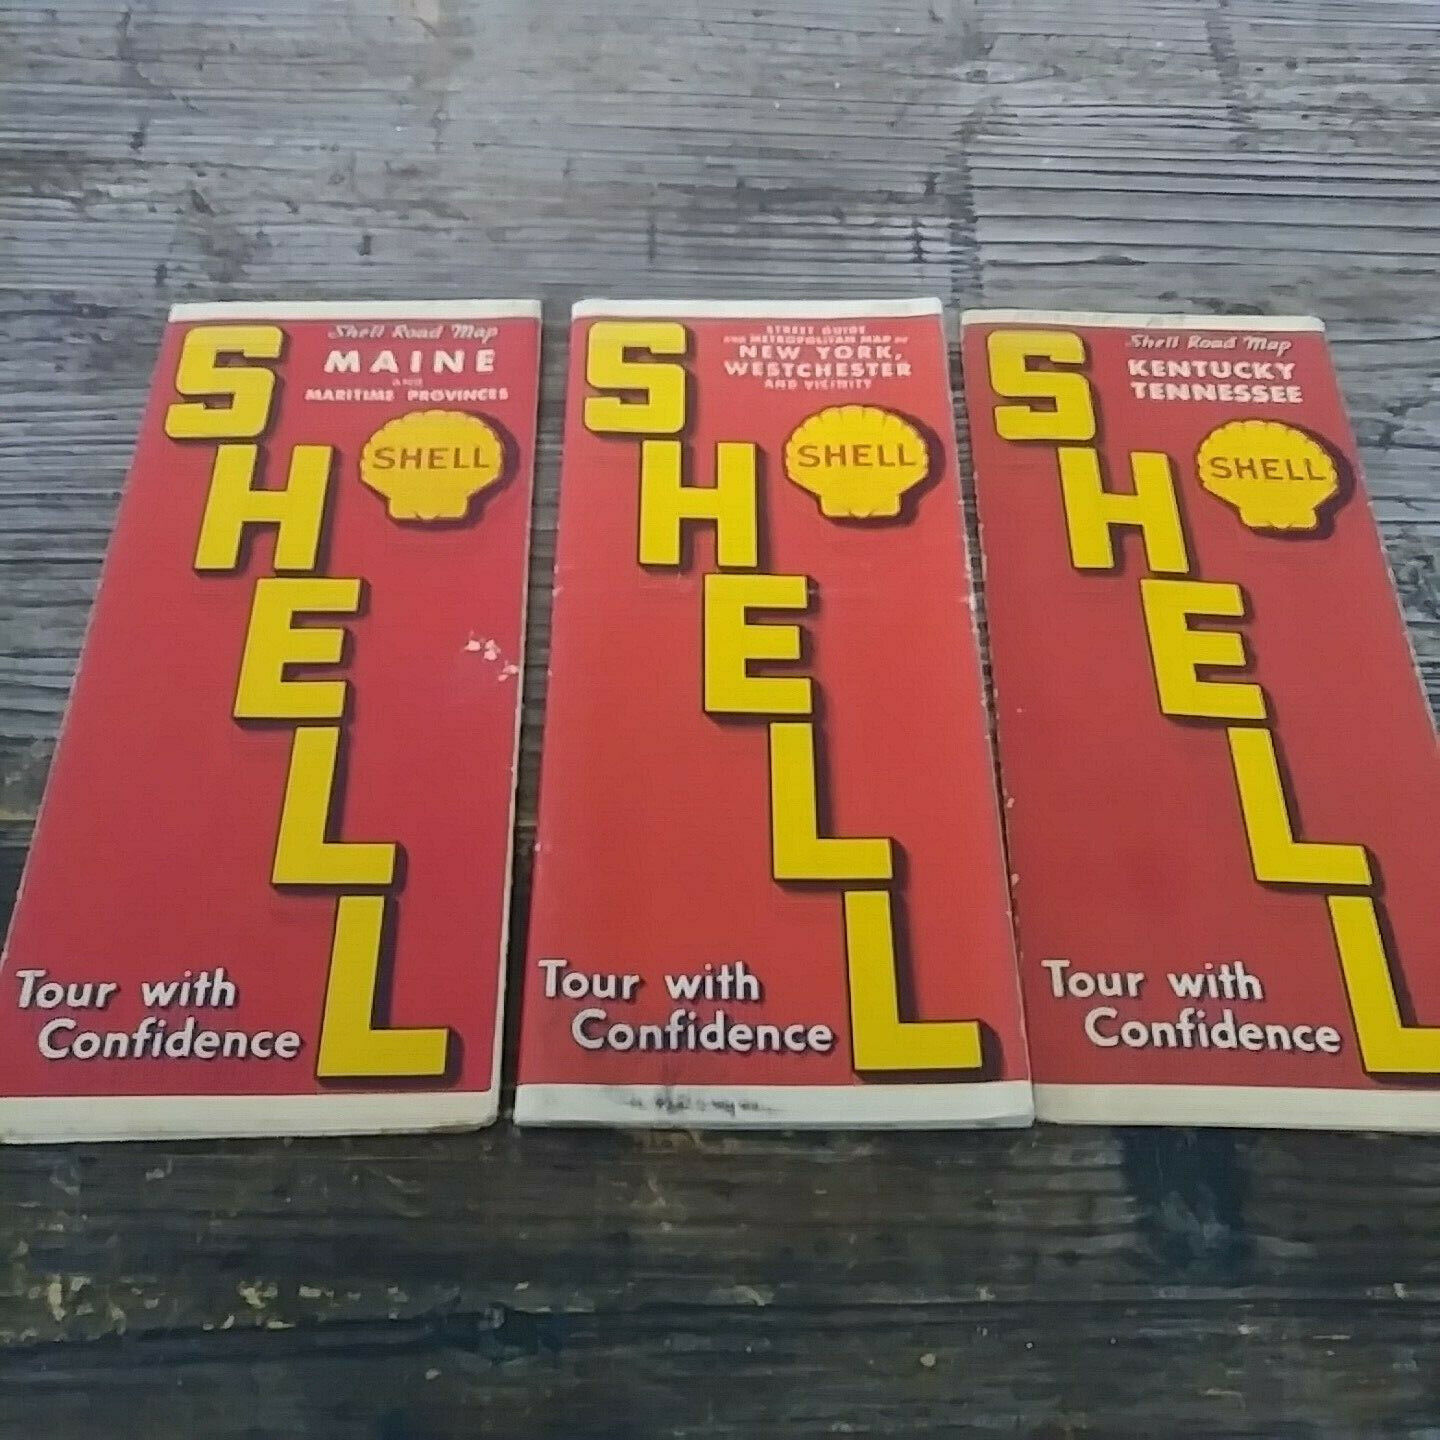 Shell Road Map
MAINE
AND
MARITIME PROVINCES
SHELL
SHELL
Tour with
Confidence
STREET GUIDE
AND METROPOLITAN MAP OF
NEW YORK,
WESTCHESTER
AND VICINITY
SHELL
SHELL
Tour with
Confidence
Shell Road Map
KENTUCKY
TENNESSEE
SHELL
SHELL
Tour with
Confidence